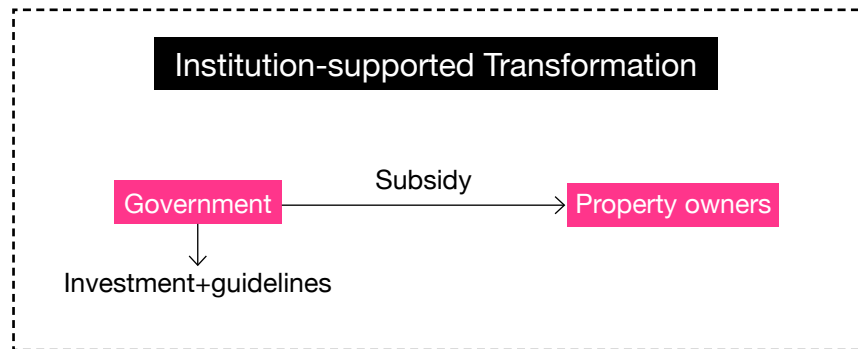 Institution-supported Transformation
Subsidy
Government
Property owners
Investment+guidelines